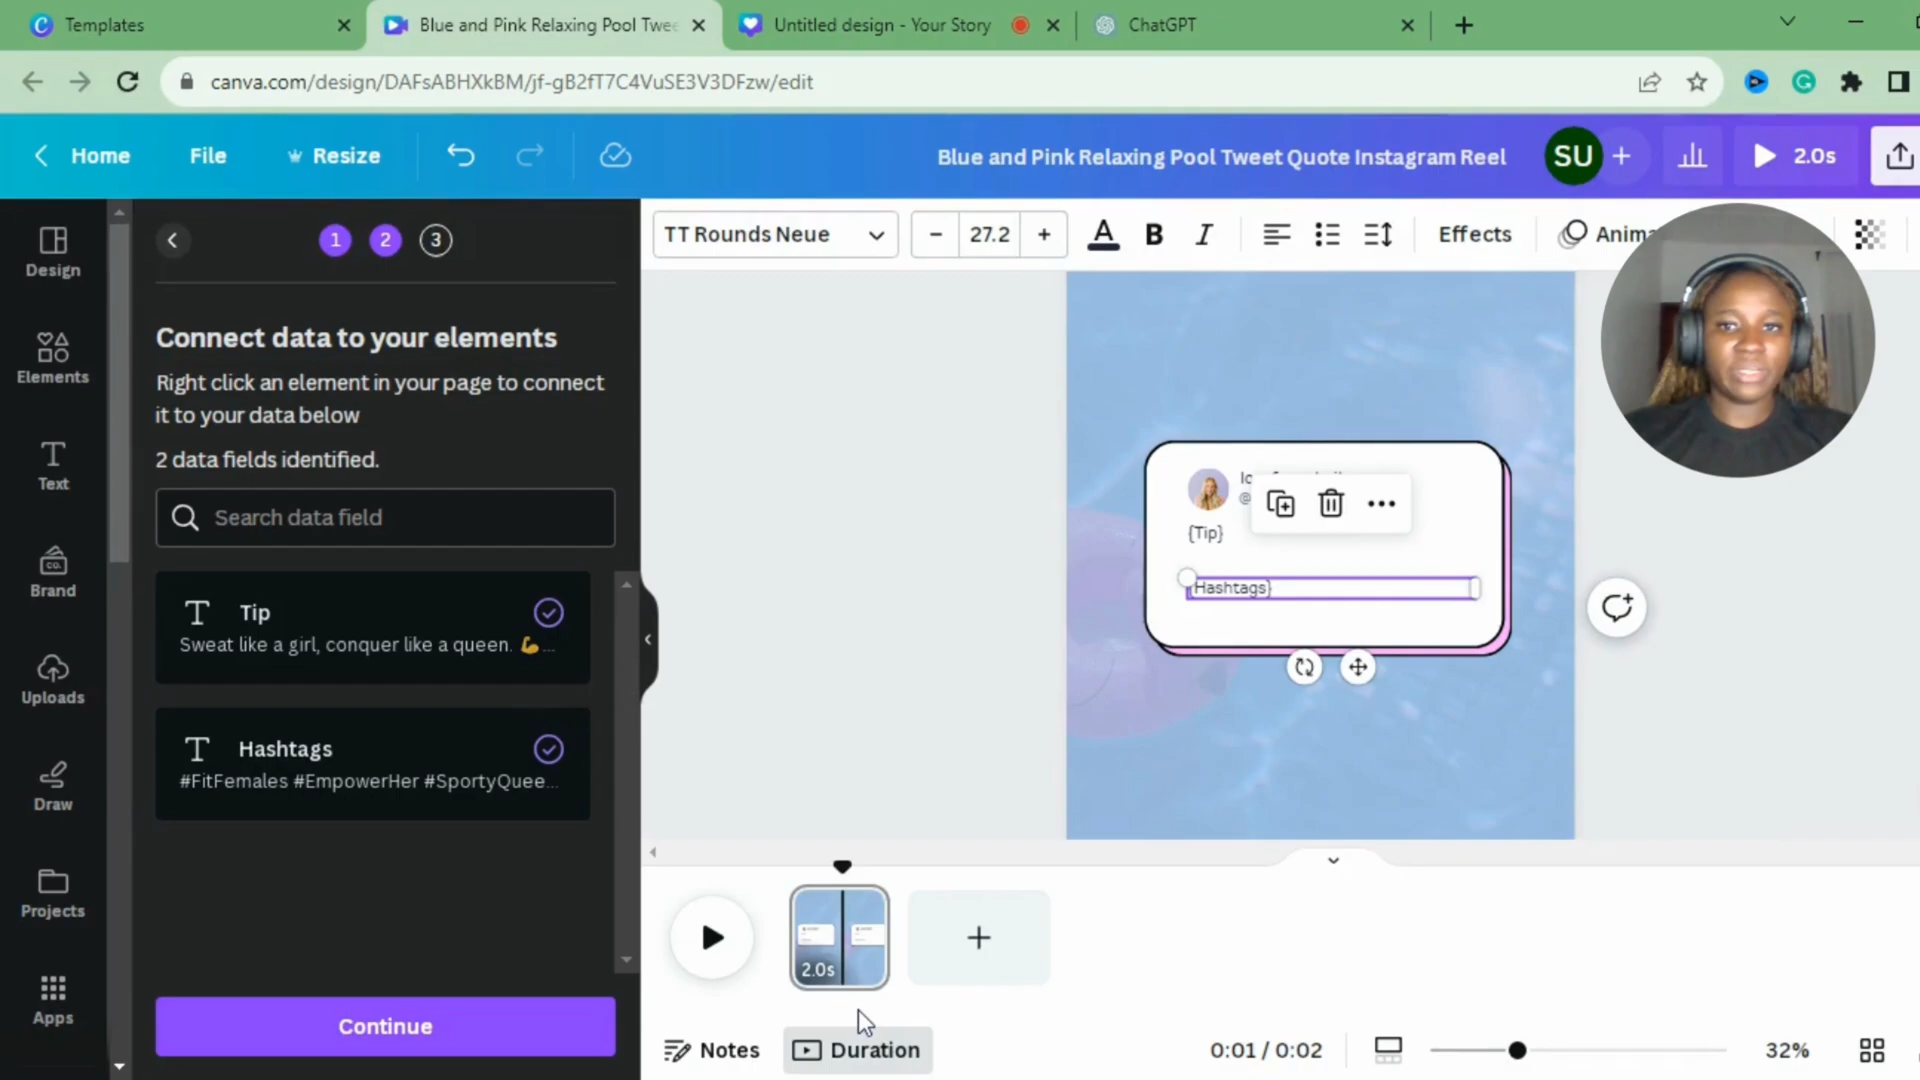 Templates
Blue and Pink Relaxing Pool Twee
Untitled design - Your Story
ChatGPT
canva.com/design/DAFsABHXkBM/jf-gB2fT7C4VuSE3V3DFzw/edit
Home
File
Resize
Blue and Pink Relaxing Pool Tweet Quote Instagram Reel
SU
2.0s
Design
Elements
Text
Brand
Uploads
Draw
Projects
Apps
1
2
3
Connect data to your elements
Right click an element in your page to connect
it to your data below
2 data fields identified.
Search data field
Tip
Sweat like a girl, conquer like a queen. 💪...
Hashtags
#FitFemales #EmpowerHer #SportyQuee...
Continue
TT Rounds Neue
27.2
Effects
Anima
{Tip}
Hashtags}
2.0s
Notes
Duration
0:01 / 0:02
32%